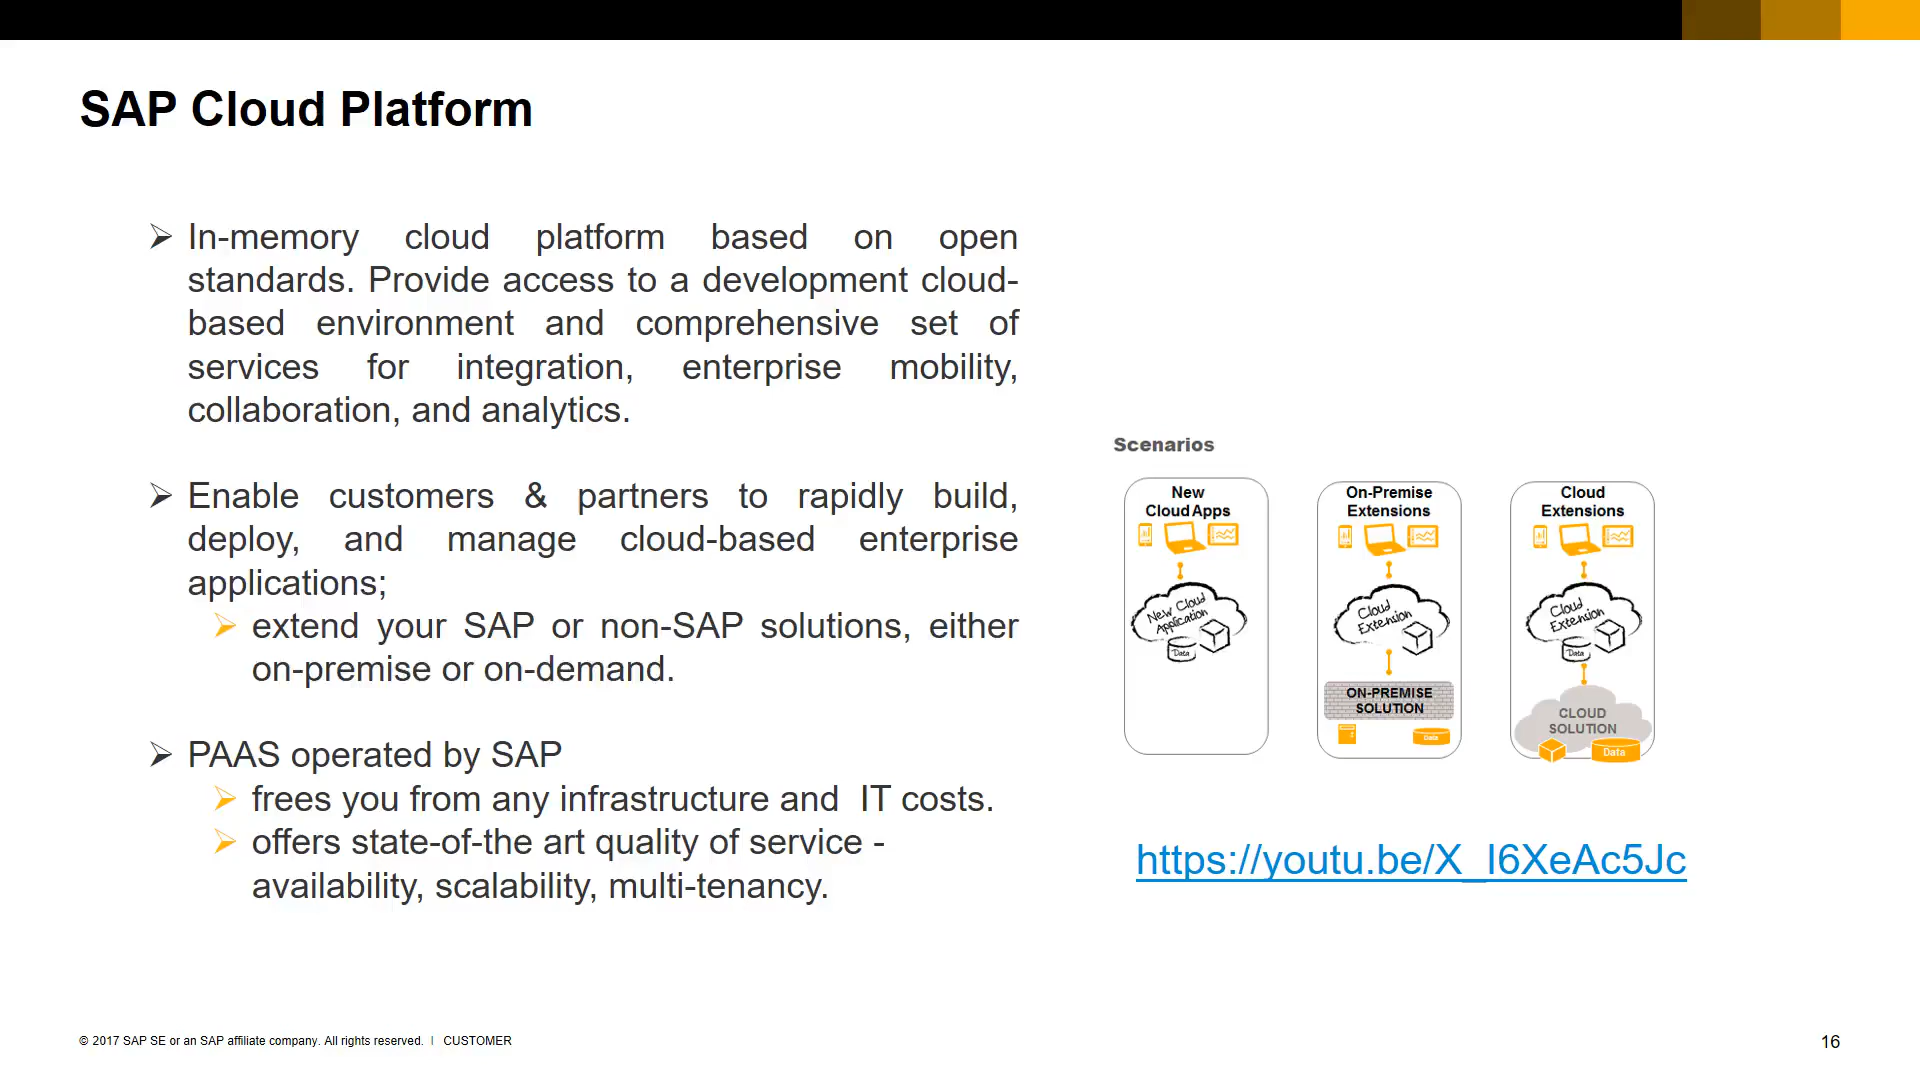 SAP Cloud Platform
In-memory cloud platform based on open
standards. Provide access to a development cloud-
based environment and comprehensive set of
services for integration, enterprise mobility,
collaboration, and analytics.
Enable customers & partners to rapidly build,
deploy, and manage cloud-based enterprise
applications;
extend your SAP or non-SAP solutions, either
on-premise or on-demand.
PAAS operated by SAP
frees you from any infrastructure and  IT costs.
offers state-of-the art quality of service -
availability, scalability, multi-tenancy.
Scenarios
New
Cloud Apps
New Cloud
Application
Data
On-Premise
Extensions
Cloud
Extension
ON-PREMISE
SOLUTION
Data
Cloud
Extensions
Cloud
Extension
Data
CLOUD
SOLUTION
Data
https://youtu.be/X_I6XeAc5Jc
© 2017 SAP SE or an SAP affiliate company. All rights reserved. | CUSTOMER
16